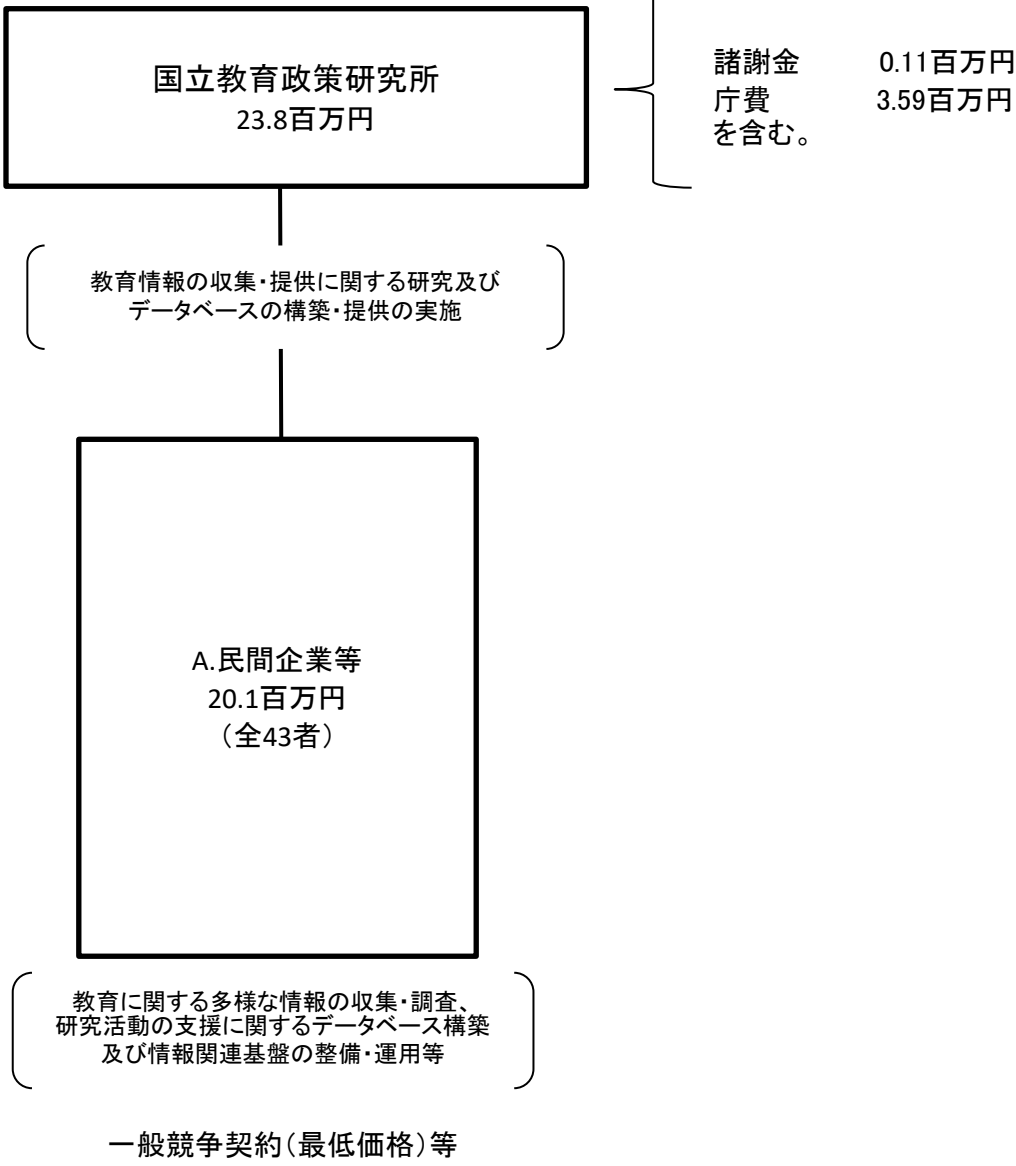 国立教育政策研究所
23.8百万円
諸謝金 0.11百万円
庁費 3.59百万円
を含む。
教育情報の収集・提供に関する研究及び
データベースの構築・提供の実施
A.民間企業等
20.1百万円
（全43者）
教育に関する多様な情報の収集・調査、
研究活動の支援に関するデータベース構築
及び情報関連基盤の整備・運用等
一般競争契約（最低価格）等